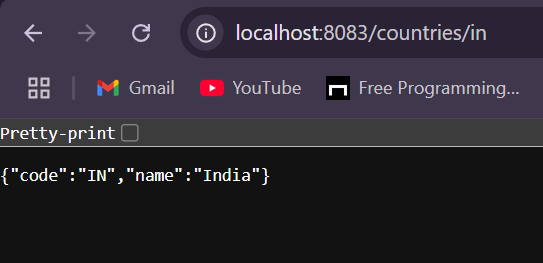 localhost:8083/countries/in
Gmail YouTube Free Programming...
Pretty-print
{"code":"IN","name":"India"}